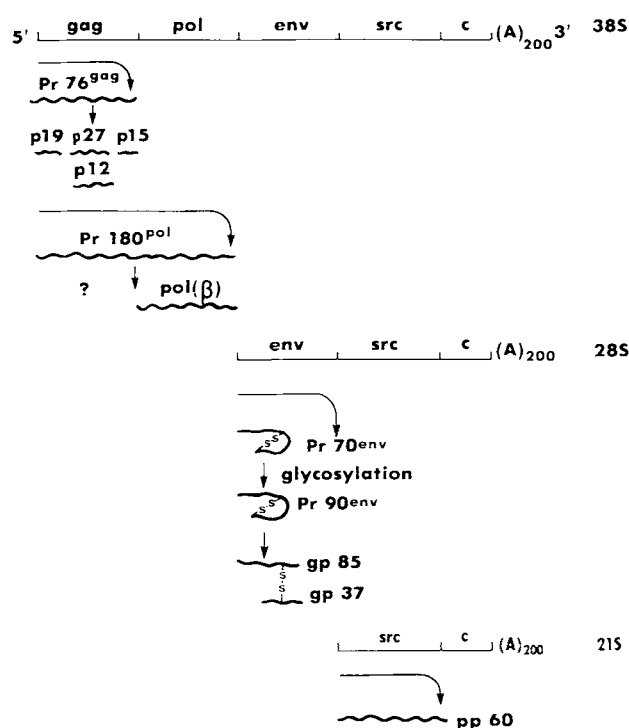 gag pol env src c
5' (A)200 3' 38S
Pr 76gag
p19 p27 p15
p12
Pr 180pol
? pol(β)
env src c (A)200 28S
S S Pr 70env
glycosylation
S S Pr 90env
gp 85
S
S
gp 37
src c (A)200 21S
pp 60